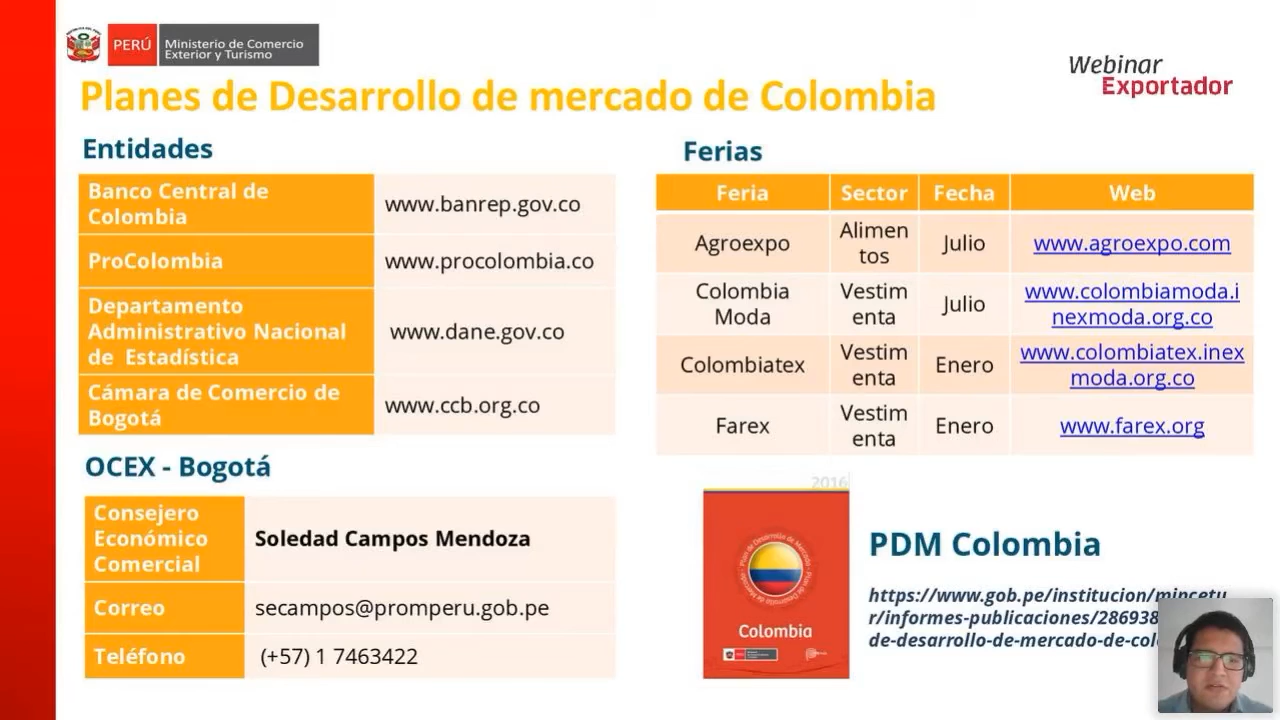 PERÚ
Ministerio de Comercio
Exterior y Turismo
Webinar
Exportador
Planes de Desarrollo de mercado de Colombia
Entidades
Banco Central de
Colombia
www.banrep.gov.co
ProColombia
www.procolombia.co
Departamento
Administrativo Nacional
de Estadística
www.dane.gov.co
Cámara de Comercio de
Bogotá
www.ccb.org.co
OCEX - Bogotá
Consejero
Económico
Comercial
Soledad Campos Mendoza
Correo
secampos@promperu.gob.pe
Teléfono
(+57) 1 7463422
Ferias
Feria Sector Fecha Web
Agroexpo
Alimen
tos
Julio
www.agroexpo.com
Colombia
Moda
Vestim
enta
Julio
www.colombiamoda.i
nexmoda.org.co
Colombiatex
Vestim
enta
Enero
www.colombiatex.inex
moda.org.co
Farex
Vestim
enta
Enero
www.farex.org
2016
Plan de Desarrollo de Mercado
Colombia
PDM Colombia
https://www.gob.pe/institucion/mincetu
r/informes-publicaciones/286938
de-desarrollo-de-mercado-de-col